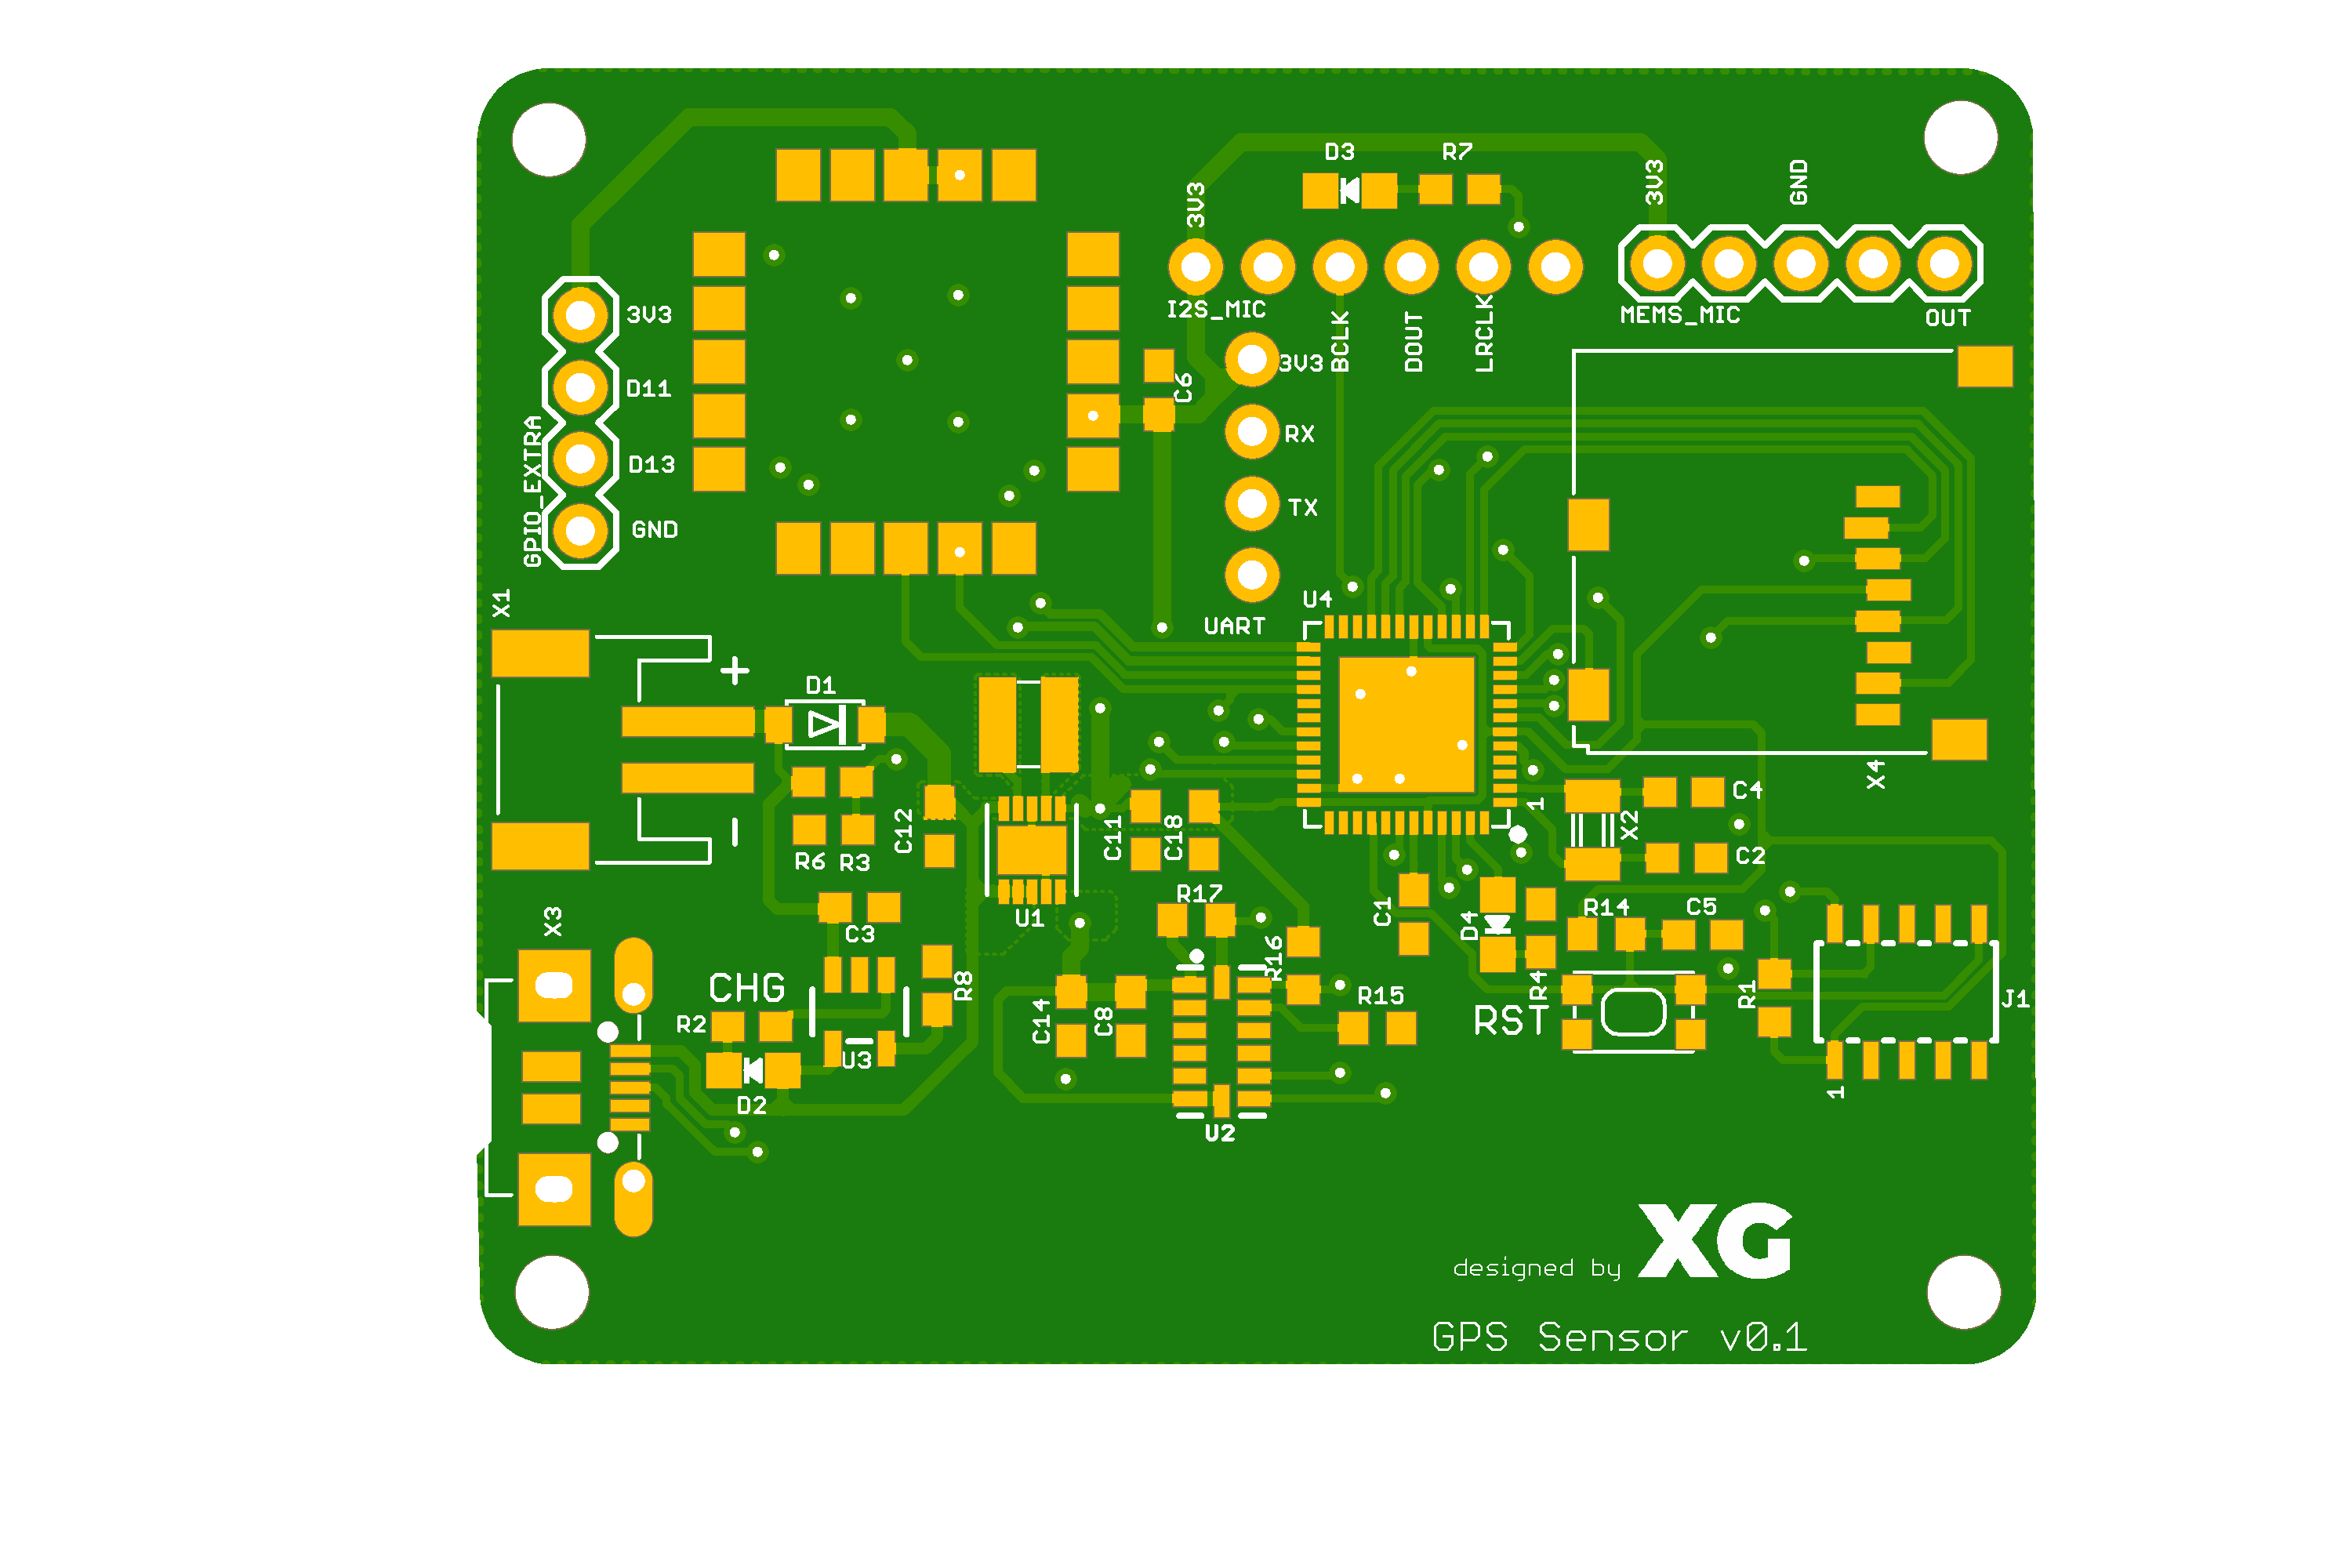 D3
R7
3V3
3V3
GND
I2S_MIC
BCLK
DOUT
LRCLK
MEMS_MIC
OUT
3V3
D11
D13
GND
GPIO_EXTRA
C6
3V3
RX
TX
UART
X1
U4
+
D1
-
R6
R3
C12
U1
C11
C18
1
X2
C4
C2
X4
X3
C3
CHG
R8
R2
U3
D2
C14
C8
R17
R16
R15
U2
C1
D4
R4
R14
C5
RST
R1
J1
1
designed by XG
GPS Sensor v0.1